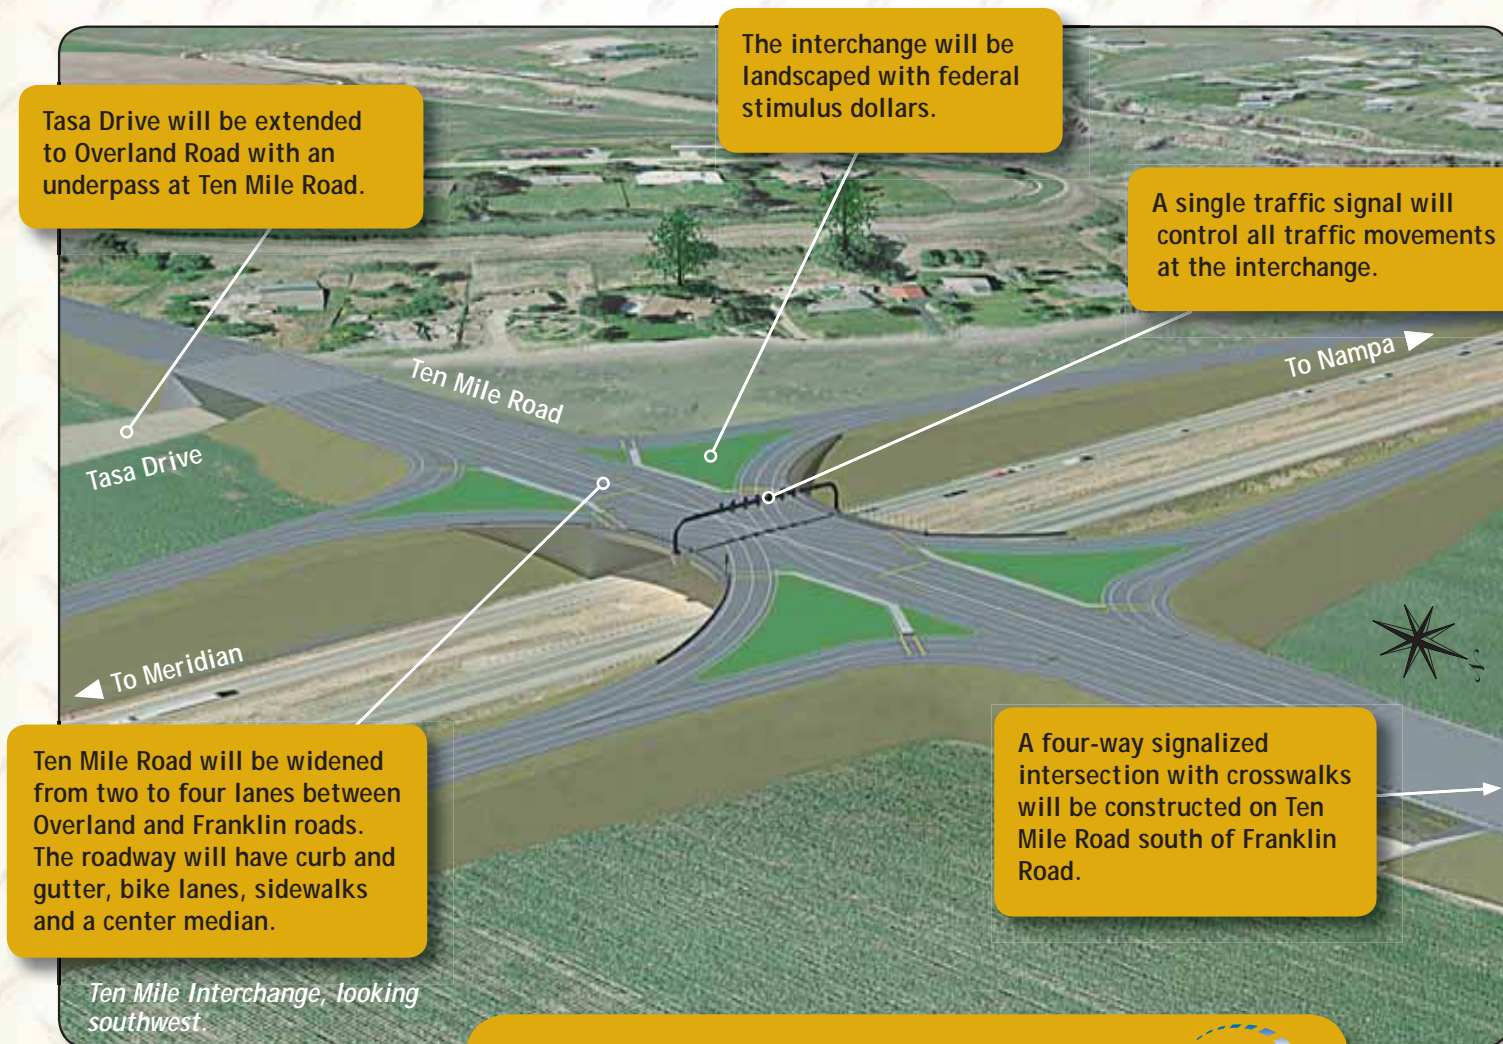 The interchange will be
landscaped with federal
stimulus dollars.
Tasa Drive will be extended
to Overland Road with an
underpass at Ten Mile Road.
A single traffic signal will
control all traffic movements
at the interchange.
To Nampa
Ten Mile Road
Tasa Drive
To Meridian
N
Ten Mile Road will be widened
from two to four lanes between
Overland and Franklin roads.
The roadway will have curb and
gutter, bike lanes, sidewalks
and a center median.
A four-way signalized
intersection with crosswalks
will be constructed on Ten
Mile Road south of Franklin
Road.
Ten Mile Interchange, looking
southwest.